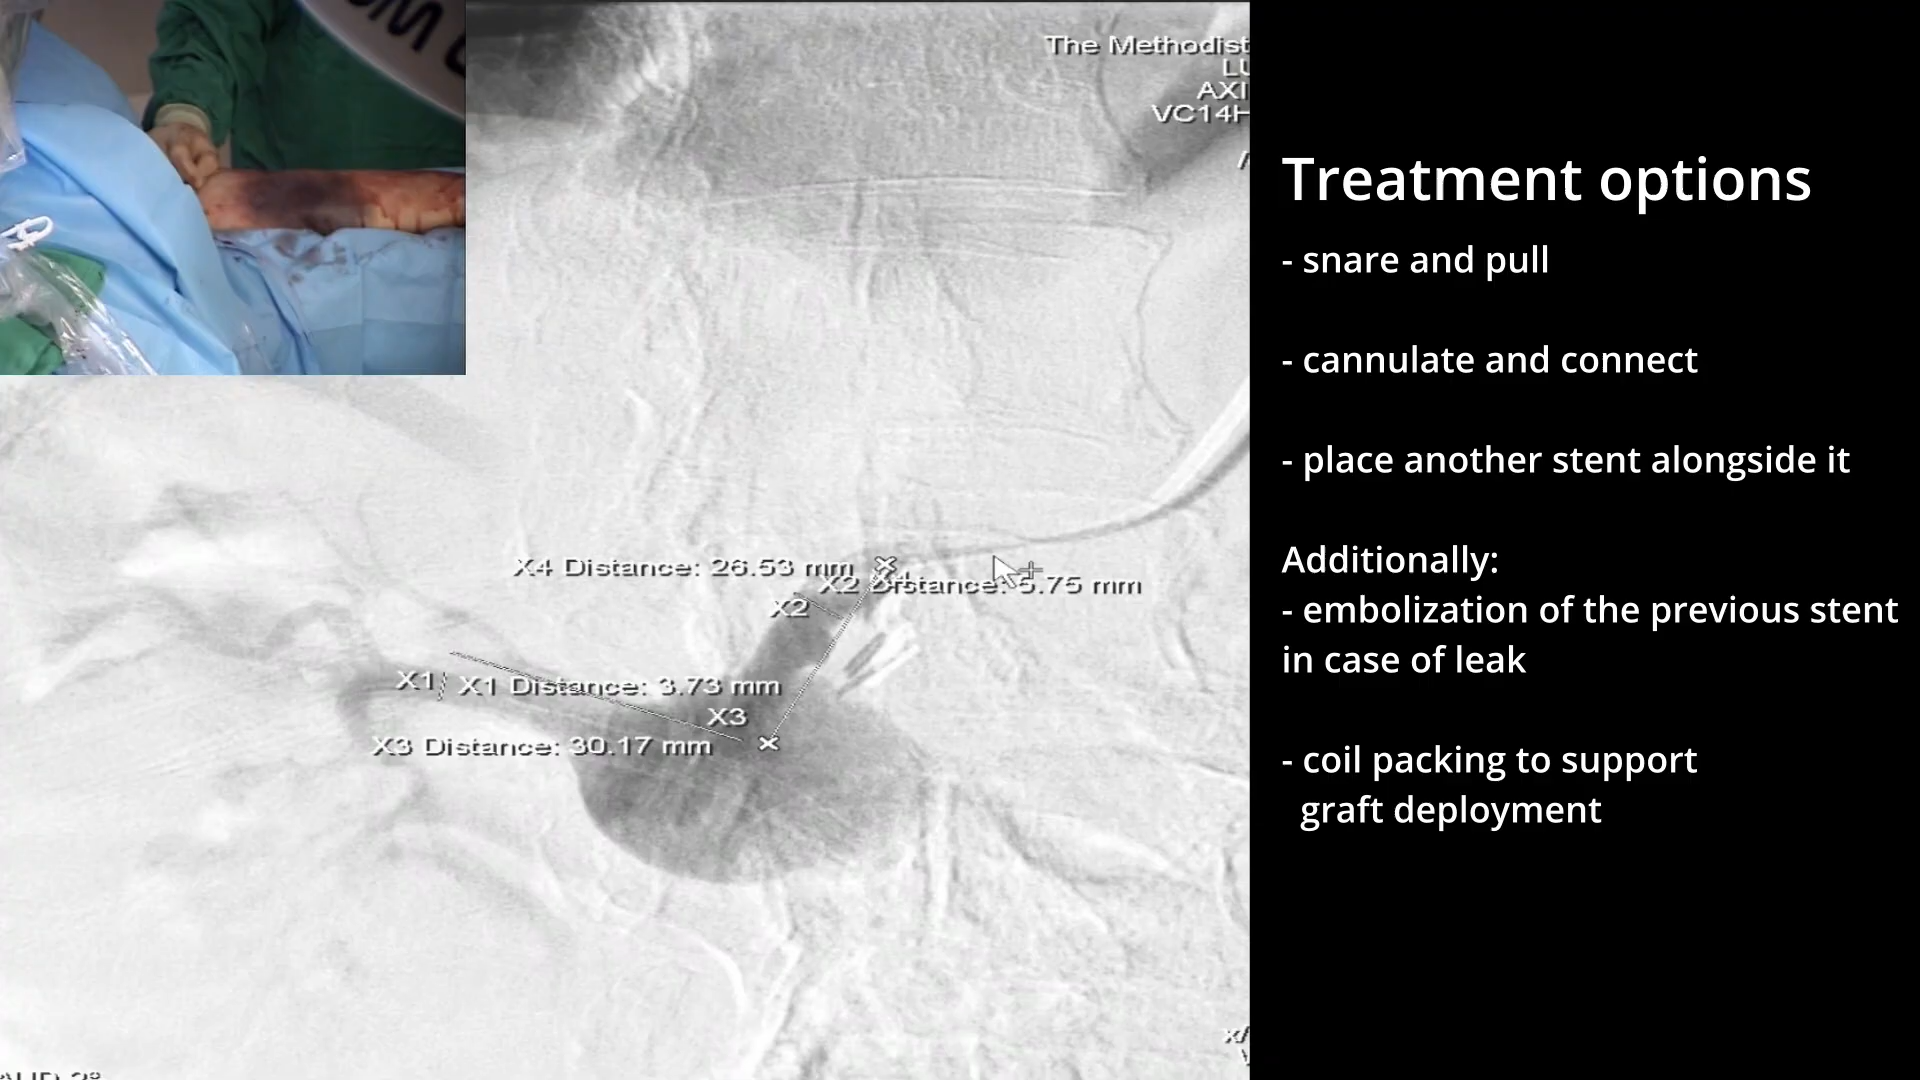 The Methodist
AXI
VC14H
X4 Distance: 26.53 mm
X2 Distance: 5.75 mm
X2
X1
X1 Distance: 3.73 mm
X3
X3 Distance: 30.17 mm
Treatment options
- snare and pull
- cannulate and connect
- place another stent alongside it
Additionally:
- embolization of the previous stent
in case of leak
- coil packing to support
graft deployment